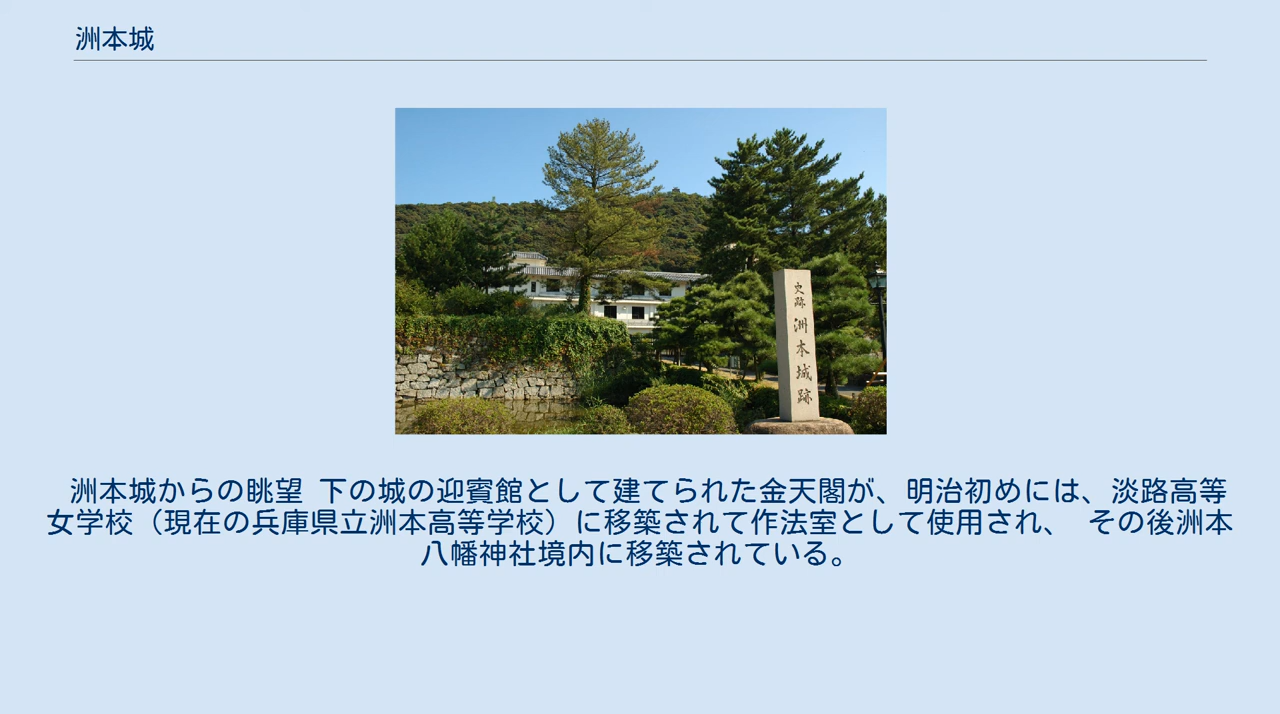 洲本城
史跡 洲本城跡
洲本城からの眺望 下の城の迎賓館として建てられた金天閣が、明治初めには、淡路高等
女学校（現在の兵庫県立洲本高等学校）に移築されて作法室として使用され、 その後洲本
八幡神社境内に移築されている。